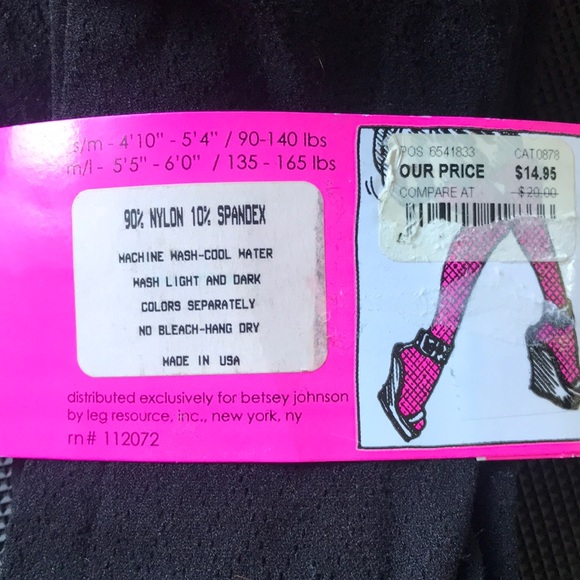 s/m - 4'10" - 5'4" / 90-140 lbs
m/l - 5'5" - 6'0" / 135 - 165 lbs
90% NYLON 10% SPANDEX
MACHINE WASH-COOL WATER
WASH LIGHT AND DARK
COLORS SEPARATELY
NO BLEACH-HANG DRY
MADE IN USA
distributed exclusively for betsey johnson
by leg resource, inc., new york, ny
rn# 112072
POS 6541833 CAT0878
OUR PRICE $14.95
COMPARE AT $20.00